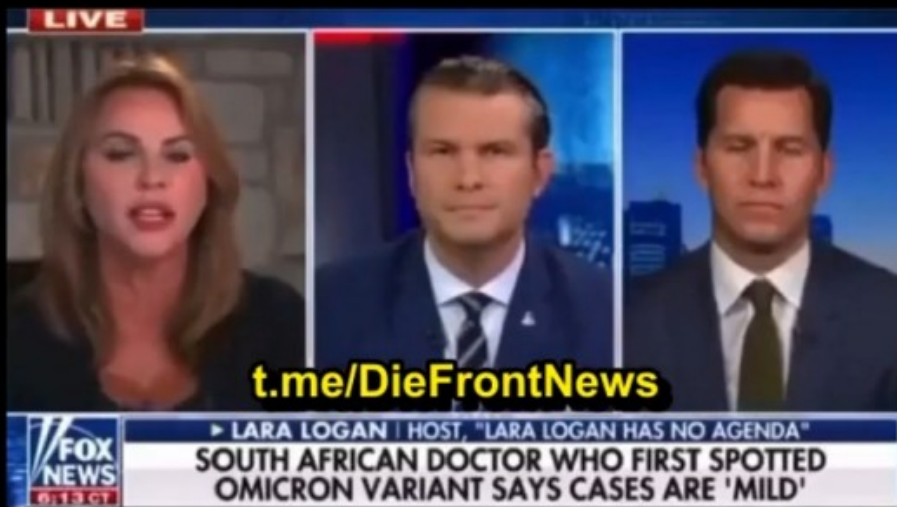 LIVE
t.me/DieFrontNews
▸ LARA LOGAN | HOST, "LARA LOGAN HAS NO AGENDA"
FOX
NEWS
6:13 CT
SOUTH AFRICAN DOCTOR WHO FIRST SPOTTED
OMICRON VARIANT SAYS CASES ARE 'MILD'